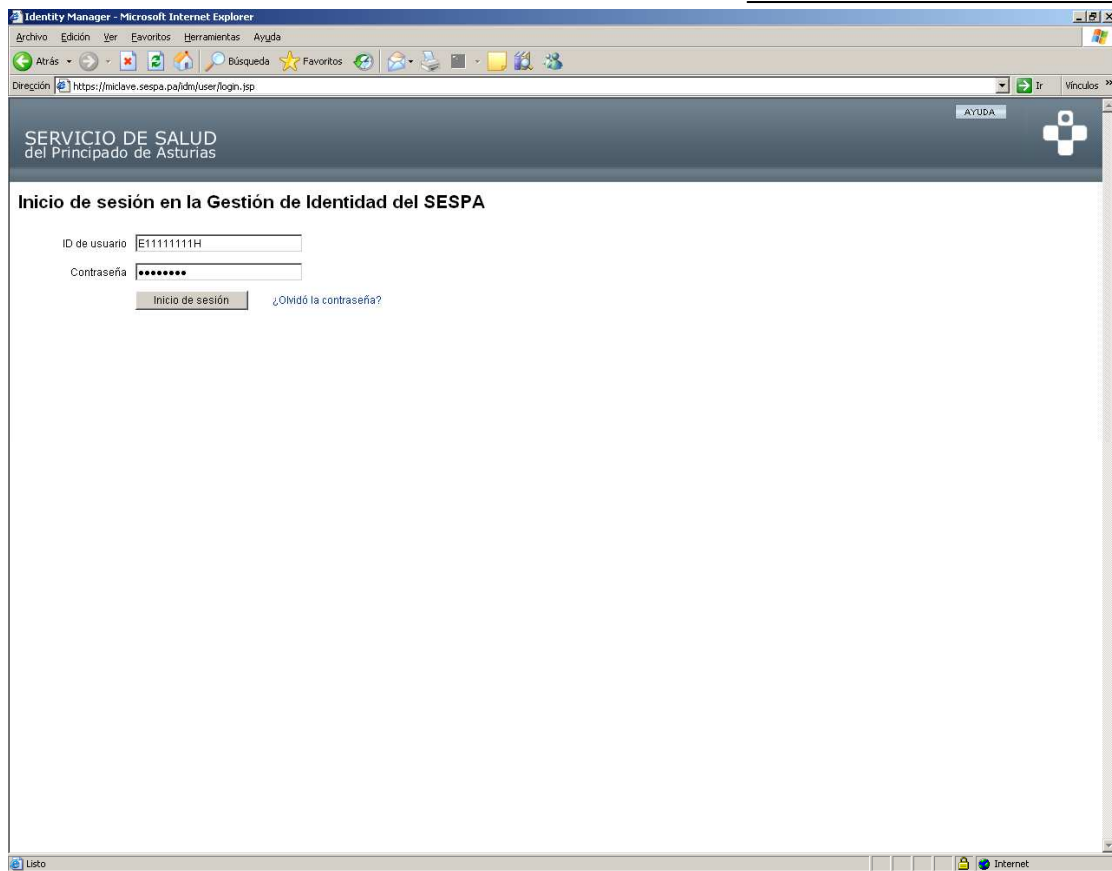 Identity Manager - Microsoft Internet Explorer
Archivo Edición Ver Favoritos Herramientas Ayuda
Atrás Búsqueda Favoritos
Dirección https://miclave.sespa.pa/idm/user/login.jsp Ir Vínculos »
AYUDA
SERVICIO DE SALUD
del Principado de Asturias
Inicio de sesión en la Gestión de Identidad del SESPA
ID de usuario E11111111H
Contraseña ••••••••
Inicio de sesión ¿Olvidó la contraseña?
Listo Internet